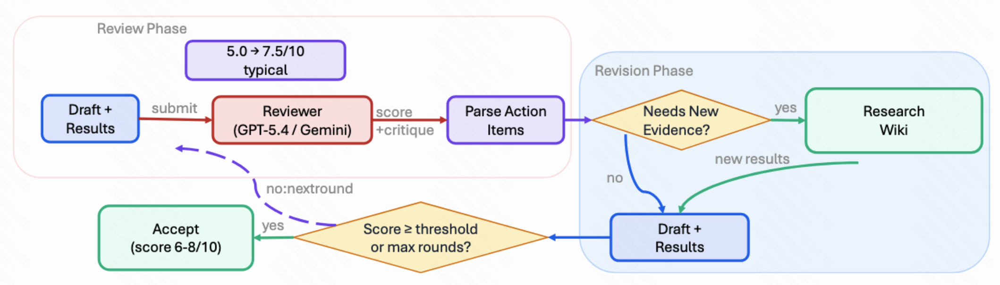 Review Phase
5.0 → 7.5/10
typical
Draft +
Results
submit
Reviewer
(GPT-5.4 / Gemini)
score
+critique
Parse Action
Items
Revision Phase
Needs New
Evidence?
yes
Research
Wiki
new results
no
Draft +
Results
Score ≥ threshold
or max rounds?
no:nextround
yes
Accept
(score 6-8/10)